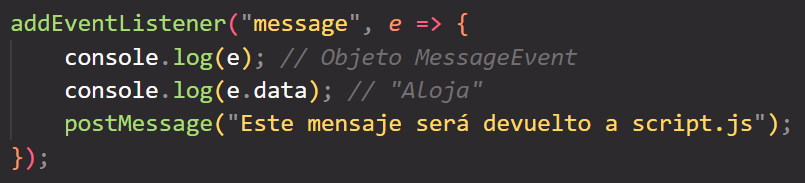 addEventListener("message", e => {
    console.log(e); // Objeto MessageEvent
    console.log(e.data); // "Aloja"
    postMessage("Este mensaje será devuelto a script.js");
});